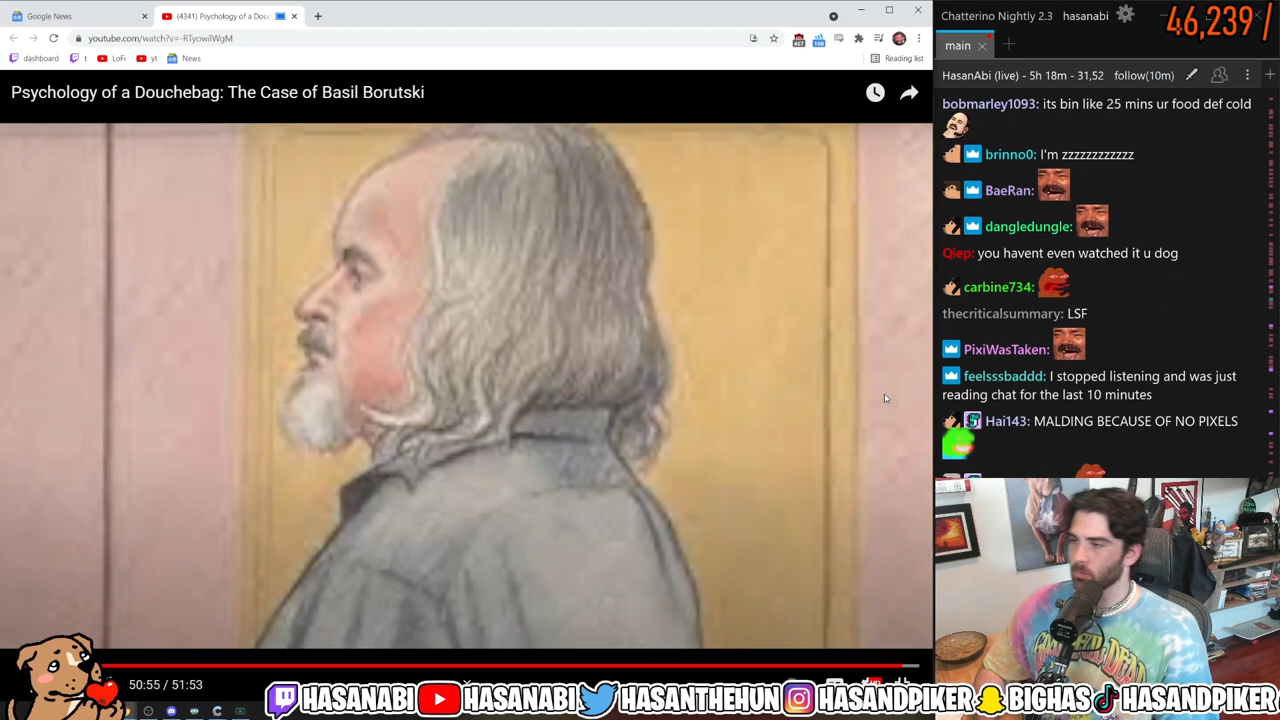 Google News
(4341) Psychology of a Douc
youtube.com/watch?v=-RTyowilWgM
dashboard
t
LoFi
yt
News
Reading list
Psychology of a Douchebag: The Case of Basil Borutski
50:55 / 51:53
Chatterino Nightly 2.3
hasanabi
46,239 /
main
HasanAbi (live) - 5h 18m - 31,52
follow(10m)
bobmarley1093: its bin like 25 mins ur food def cold
brinno0: I'm zzzzzzzzzzzz
BaeRan:
dangledungle:
Qiep: you havent even watched it u dog
carbine734:
thecriticalsummary: LSF
PixiWasTaken:
feelsssbaddd: I stopped listening and was just
reading chat for the last 10 minutes
Hai143: MALDING BECAUSE OF NO PIXELS
HASANABI
HASANABI
HASANTHEHUN
HASANDPIKER
BIGHAS
HASANDPIKER